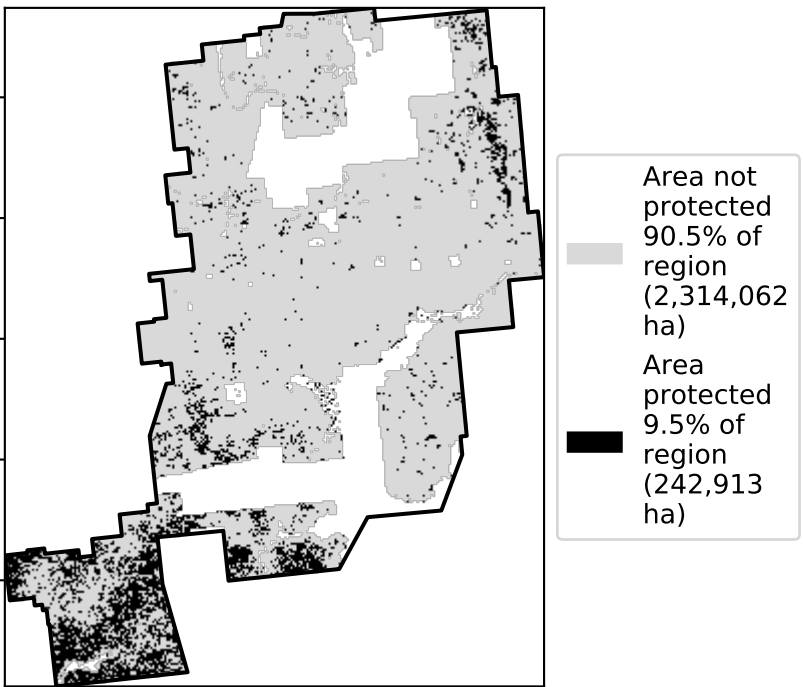 Area not
protected
90.5% of
region
(2,314,062
ha)
Area
protected
9.5% of
region
(242,913
ha)